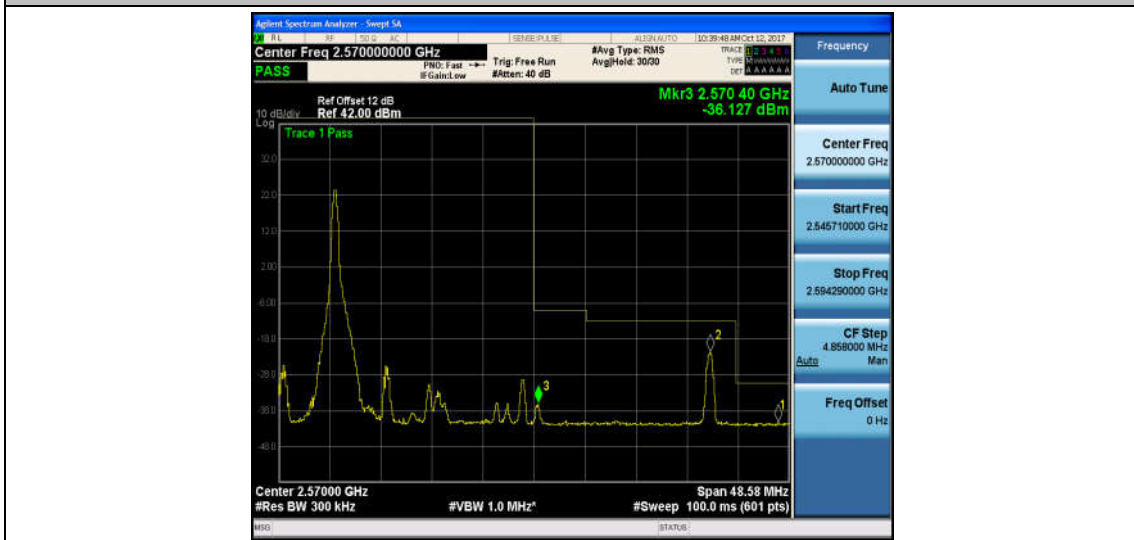 Agilent Spectrum Analyzer - Swept SA
RL RF 50 Ω AC SENSE:PULSE ALIGN AUTO 10:39:48 AM Oct 12, 2017
Center Freq 2.570000000 GHz
PASS
PNO: Fast
IFGain:Low
Trig: Free Run
#Atten: 40 dB
#Avg Type: RMS
Avg|Hold: 30/30
TRACE 1 2 3 4 5 6
TYPE M
DET A A A A A A
Mkr3 2.570 40 GHz
-36.127 dBm
Ref Offset 12 dB
10 dB/div Ref 42.00 dBm
Log
Trace 1 Pass
32.0
22.0
12.0
2.00
-8.00
-18.0
-28.0
-38.0
-48.0
2
3
1
Center 2.57000 GHz Span 48.58 MHz
#Res BW 300 kHz #VBW 1.0 MHz* #Sweep 100.0 ms (601 pts)
MSG STATUS
Frequency
Auto Tune
Center Freq
2.570000000 GHz
Start Freq
2.545710000 GHz
Stop Freq
2.594290000 GHz
CF Step
4.858000 MHz
Auto Man
Freq Offset
0 Hz